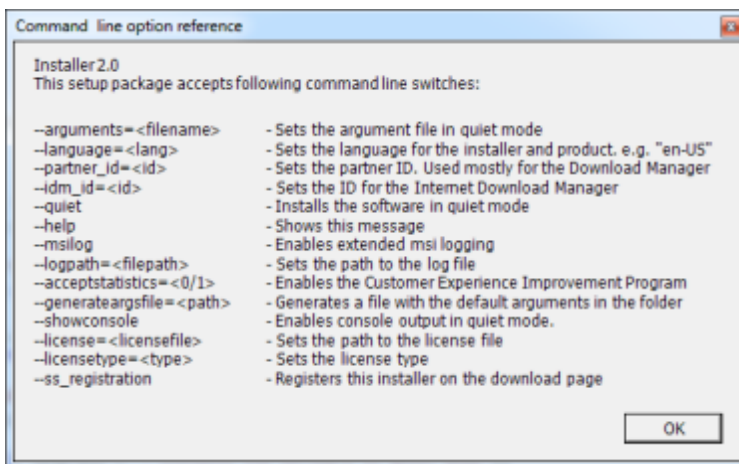 Command line option reference
Installer2.0
This setup package accepts following command line switches:
--arguments=<filename> - Sets the argument file in quiet mode
--language=<lang> - Sets the language for the installer and product. e.g. "en-US"
--partner_id=<id> - Sets the partner ID. Used mostly for the Download Manager
--idm_id=<id> - Sets the ID for the Internet Download Manager
--quiet - Installs the software in quiet mode
--help - Shows this message
--msilog - Enables extended msi logging
--logpath=<filepath> - Sets the path to the log file
--acceptstatistics=<0/1> - Enables the Customer Experience Improvement Program
--generateargsfile=<path> - Generates a file with the default arguments in the folder
--showconsole - Enables console output in quiet mode.
--license=<licensefile> - Sets the path to the license file
--licensetype=<type> - Sets the license type
--ss_registration - Registers this installer on the download page
OK